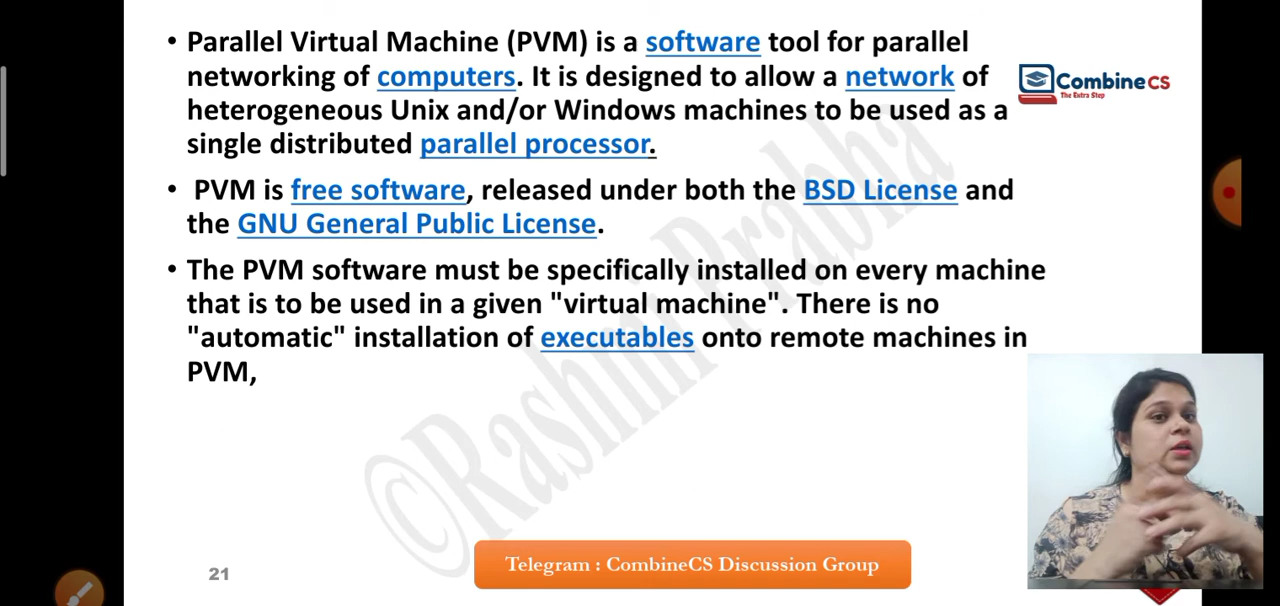 • Parallel Virtual Machine (PVM) is a software tool for parallel
networking of computers. It is designed to allow a network of
heterogeneous Unix and/or Windows machines to be used as a
single distributed parallel processor.
CombineCS
The Extra Step
• PVM is free software, released under both the BSD License and
the GNU General Public License.
• The PVM software must be specifically installed on every machine
that is to be used in a given "virtual machine". There is no
"automatic" installation of executables onto remote machines in
PVM,
©Rashmi Prabha
Telegram : CombineCS Discussion Group
21